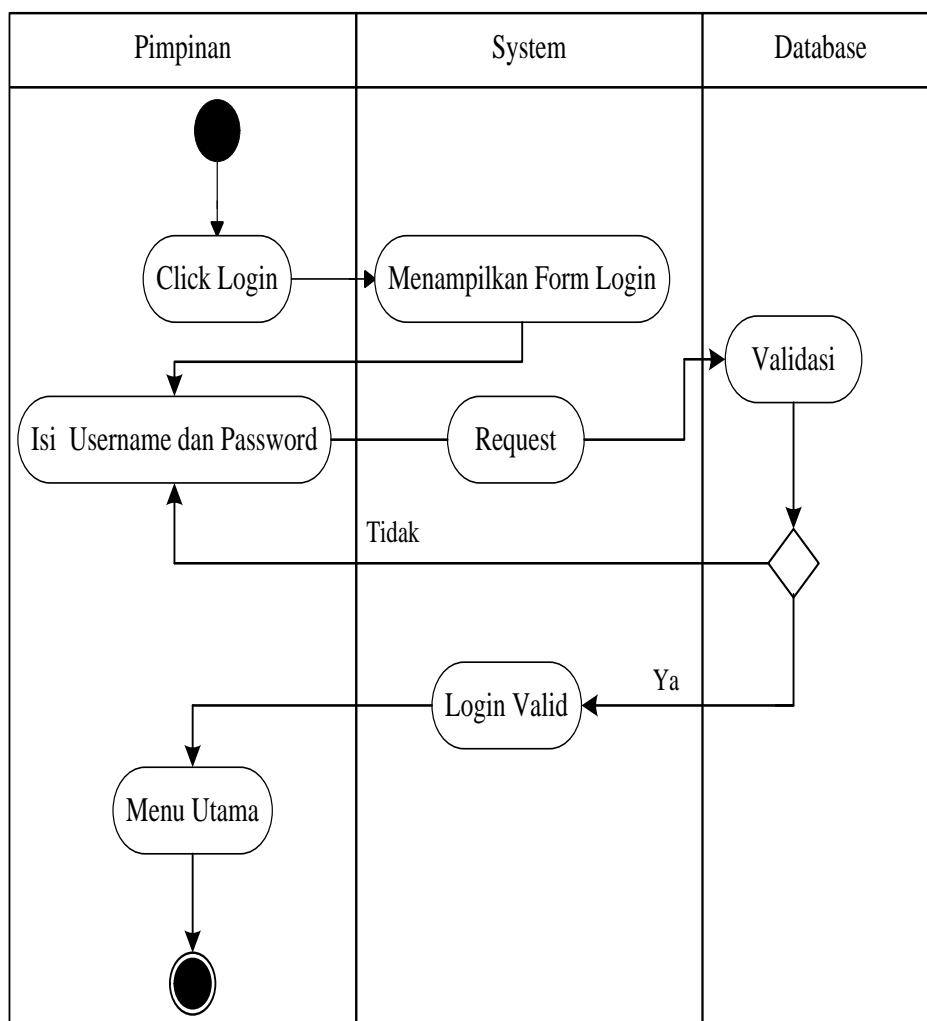 Pimpinan
System
Database
Click Login
Menampilkan Form Login
Validasi
Isi Username dan Password
Request
Tidak
Ya
Login Valid
Menu Utama